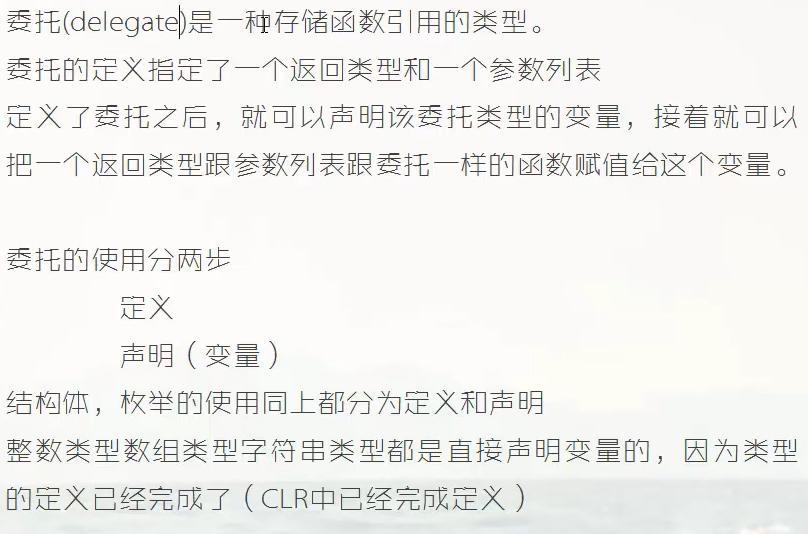 委托(delegate)是一种存储函数引用的类型。
委托的定义指定了一个返回类型和一个参数列表
定义了委托之后，就可以声明该委托类型的变量，接着就可以
把一个返回类型跟参数列表跟委托一样的函数赋值给这个变量。
委托的使用分两步
定义
声明（变量）
结构体，枚举的使用同上都分为定义和声明
整数类型数组类型字符串类型都是直接声明变量的，因为类型
的定义已经完成了（CLR中已经完成定义）